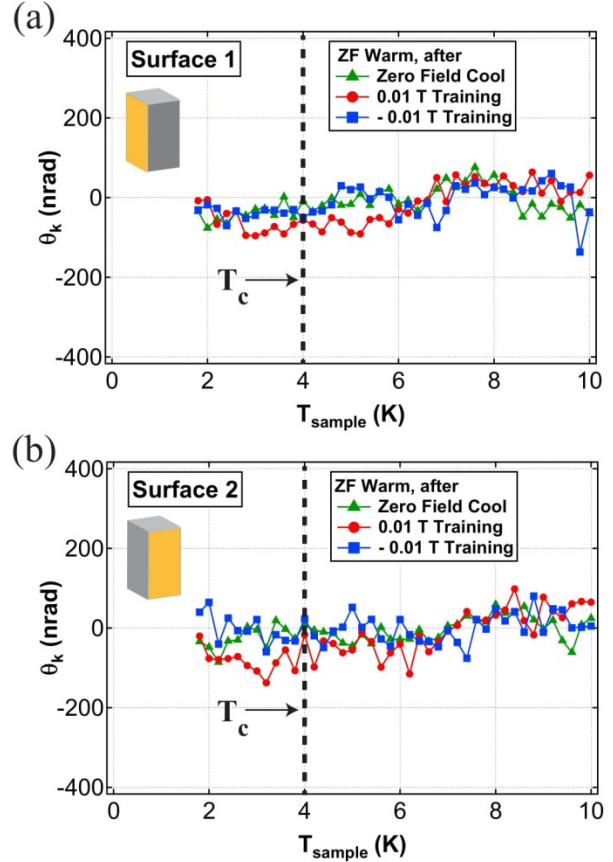 (a)
400
200
0
-200
-400
θk (nrad)
Surface 1
ZF Warm, after
Zero Field Cool
0.01 T Training
- 0.01 T Training
Tc
0 2 4 6 8 10
Tsample (K)
(b)
400
200
0
-200
-400
θk (nrad)
Surface 2
ZF Warm, after
Zero Field Cool
0.01 T Training
- 0.01 T Training
Tc
0 2 4 6 8 10
Tsample (K)